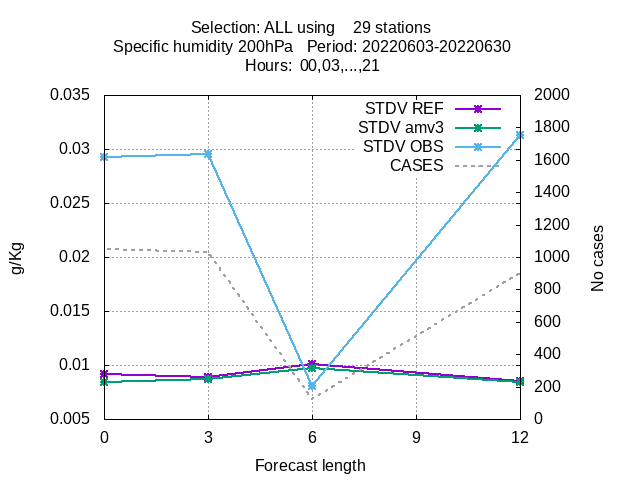 Selection: ALL using    29 stations
Specific humidity 200hPa   Period: 20220603-20220630
Hours:  00,03,...,21
STDV REF
STDV amv3
STDV OBS
CASES
0.035
0.03
0.025
0.02
0.015
0.01
0.005
2000
1800
1600
1400
1200
1000
800
600
400
200
0
g/Kg
No cases
0 3 6 9 12
Forecast length